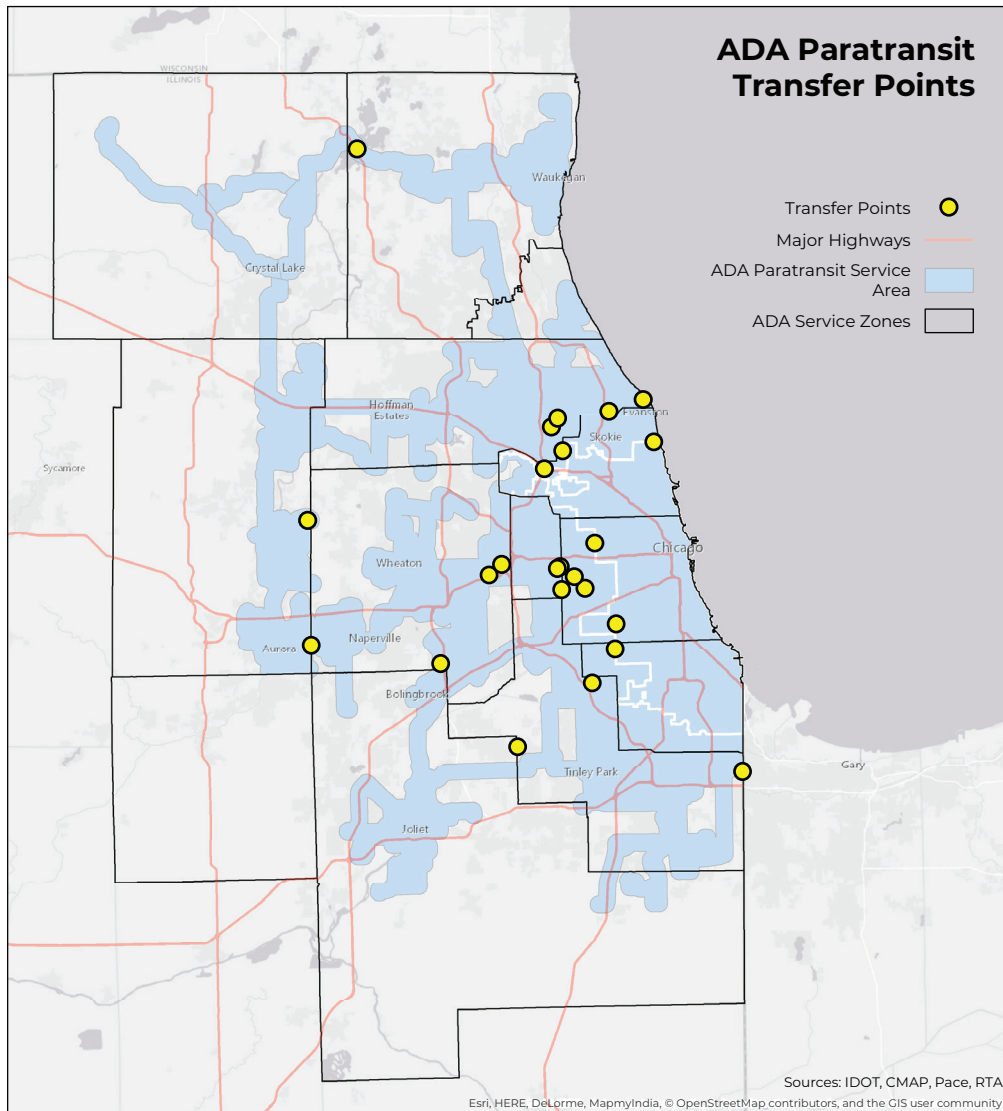 ADA Paratransit
Transfer Points
WISCONSIN
ILLINOIS
Waukegan
Transfer Points
Major Highways
ADA Paratransit Service
Area
ADA Service Zones
Crystal Lake
Hoffman
Estates
Evanston
Skokie
Sycamore
Chicago
Wheaton
Naperville
Aurora
Bolingbrook
Gary
Tinley Park
Joliet
Sources: IDOT, CMAP, Pace, RTA
Esri, HERE, DeLorme, MapmyIndia, © OpenStreetMap contributors, and the GIS user community